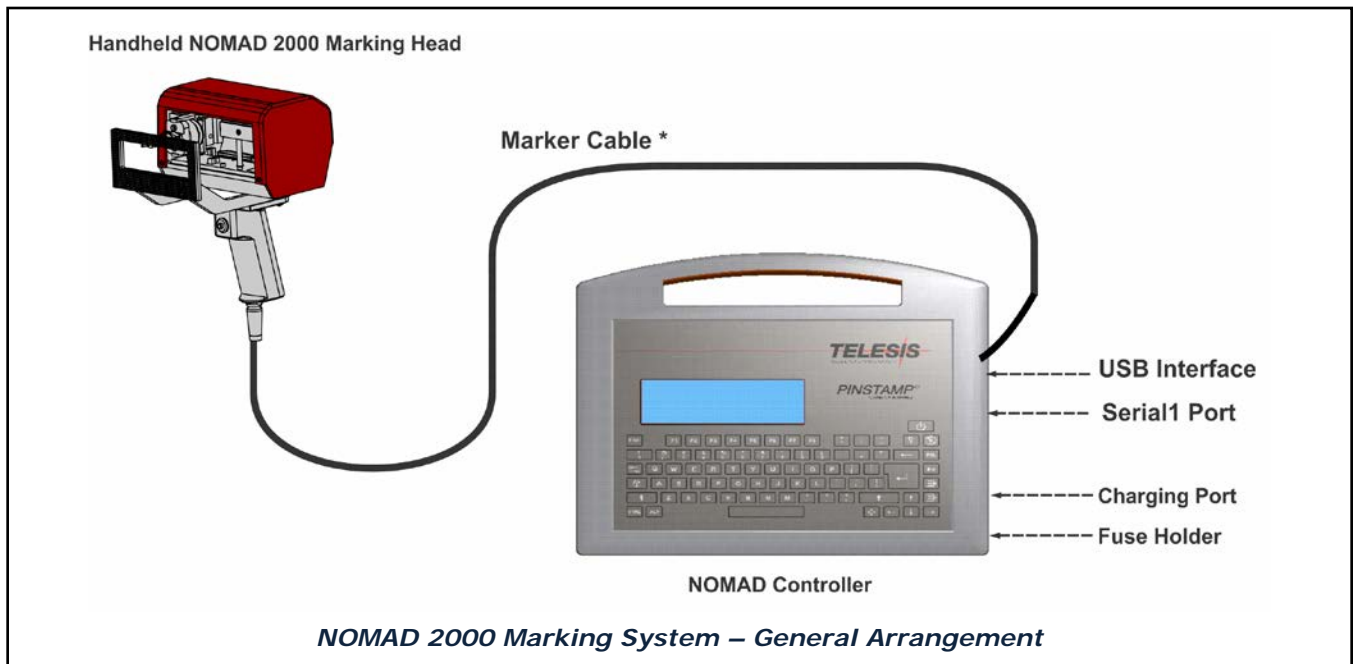 Handheld NOMAD 2000 Marking Head
Marker Cable *
TELESIS
PINSTAMP
USB Interface
Serial1 Port
Charging Port
Fuse Holder
NOMAD Controller
NOMAD 2000 Marking System – General Arrangement